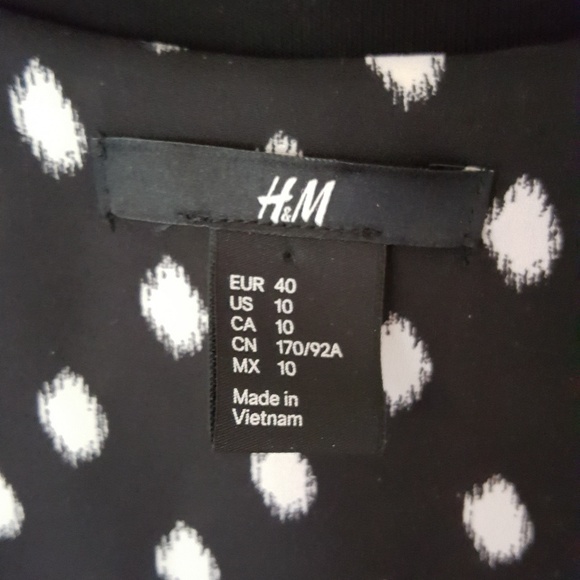 H&M
EUR 40
US 10
CA 10
CN 170/92A
MX 10
Made in
Vietnam